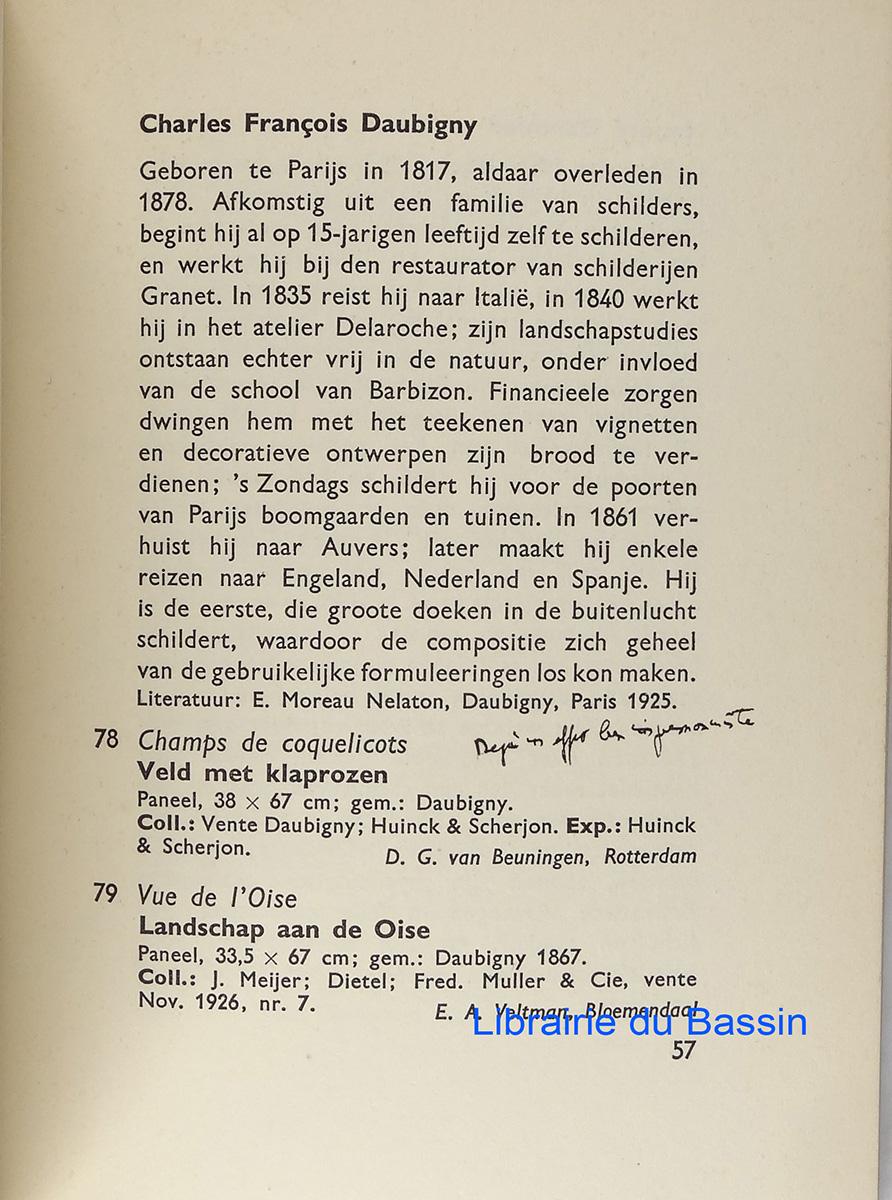 Charles François Daubigny
Geboren te Parijs in 1817, aldaar overleden in
1878. Afkomstig uit een familie van schilders,
begint hij al op 15-jarigen leeftijd zelf te schilderen,
en werkt hij bij den restaurator van schilderijen
Granet. In 1835 reist hij naar Italië, in 1840 werkt
hij in het atelier Delaroche; zijn landschapstudies
ontstaan echter vrij in de natuur, onder invloed
van de school van Barbizon. Financieele zorgen
dwingen hem met het teekenen van vignetten
en decoratieve ontwerpen zijn brood te ver-
dienen; 's Zondags schildert hij voor de poorten
van Parijs boomgaarden en tuinen. In 1861 ver-
huist hij naar Auvers; later maakt hij enkele
reizen naar Engeland, Nederland en Spanje. Hij
is de eerste, die groote doeken in de buitenlucht
schildert, waardoor de compositie zich geheel
van de gebruikelijke formuleeringen los kon maken.
Literatuur: E. Moreau Nelaton, Daubigny, Paris 1925.
78 Champs de coquelicots
Veld met klaprozen
Paneel, 38 × 67 cm; gem.: Daubigny.
Coll.: Vente Daubigny; Huinck & Scherjon. Exp.: Huinck
& Scherjon. D. G. van Beuningen, Rotterdam
79 Vue de l'Oise
Landschap aan de Oise
Paneel, 33,5 × 67 cm; gem.: Daubigny 1867.
Coll.: J. Meijer; Dietel; Fred. Muller & Cie, vente
Nov. 1926, nr. 7. E. A. Veltman, Bloemendaal
Librairie du Bassin
57